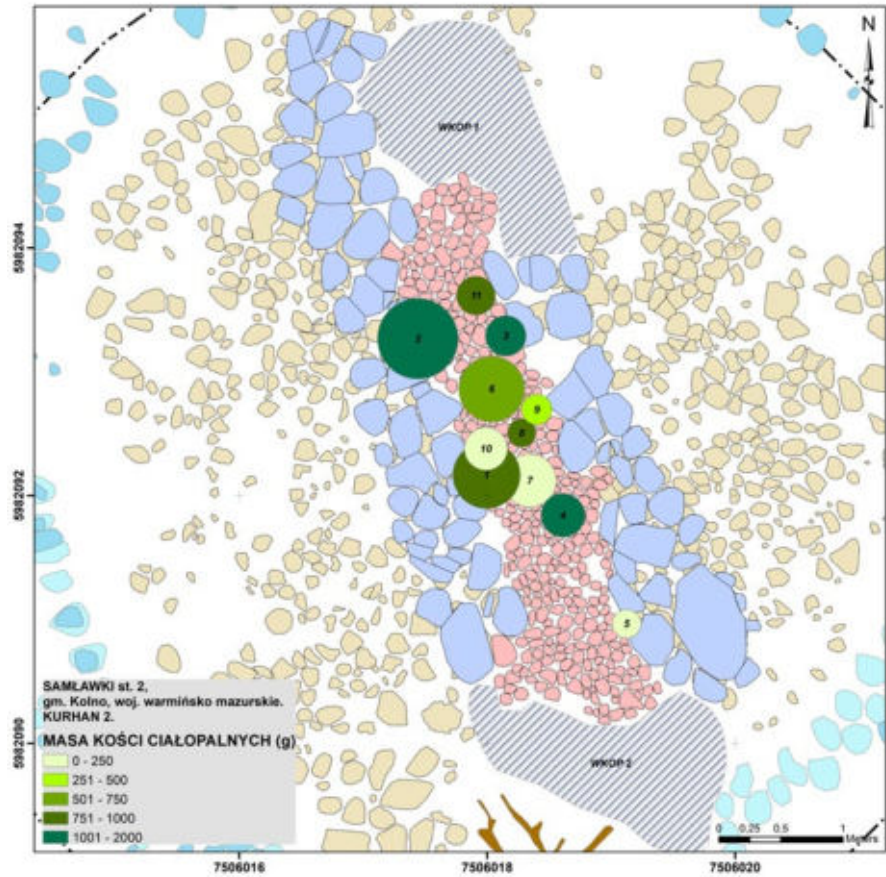 N
WKOP 1
5982094
11
2
3
6
9
8
10
1
7
5982092
4
5
SAMŁAWKI st. 2,
gm. Kolno, woj. warmińsko mazurskie.
KURHAN 2.
MASA KOŚCI CIAŁOPALNYCH (g)
0 - 250
251 - 500
501 - 750
751 - 1000
1001 - 2000
5982090
WKOP 2
0 0,25 0,5 1
Meters
7506016 7506018 7506020